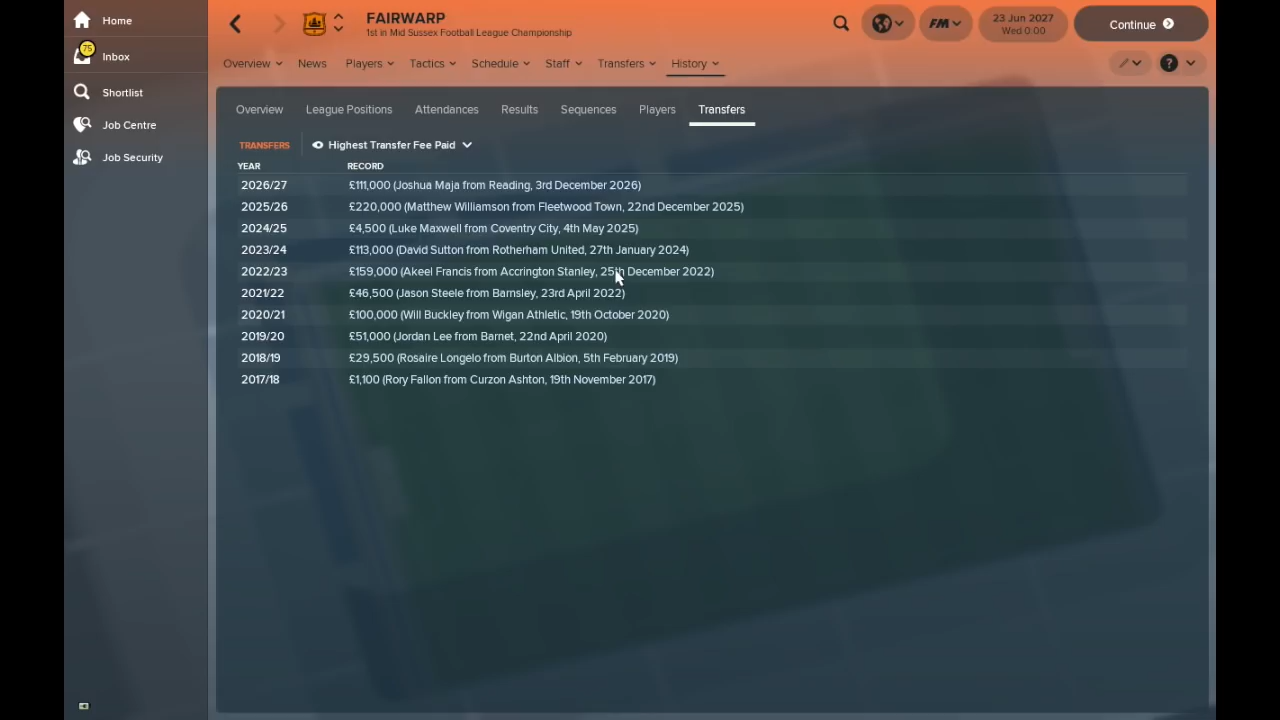 Home
75
Inbox
Shortlist
Job Centre
Job Security
FAIRWARP
1st in Mid Sussex Football League Championship
FM
23 Jun 2027
Wed 0:00
Continue
Overview
News
Players
Tactics
Schedule
Staff
Transfers
History
?
Overview
League Positions
Attendances
Results
Sequences
Players
Transfers
TRANSFERS
Highest Transfer Fee Paid
YEAR RECORD
2026/27 £111,000 (Joshua Maja from Reading, 3rd December 2026)
2025/26 £220,000 (Matthew Williamson from Fleetwood Town, 22nd December 2025)
2024/25 £4,500 (Luke Maxwell from Coventry City, 4th May 2025)
2023/24 £113,000 (David Sutton from Rotherham United, 27th January 2024)
2022/23 £159,000 (Akeel Francis from Accrington Stanley, 25th December 2022)
2021/22 £46,500 (Jason Steele from Barnsley, 23rd April 2022)
2020/21 £100,000 (Will Buckley from Wigan Athletic, 19th October 2020)
2019/20 £51,000 (Jordan Lee from Barnet, 22nd April 2020)
2018/19 £29,500 (Rosaire Longelo from Burton Albion, 5th February 2019)
2017/18 £1,100 (Rory Fallon from Curzon Ashton, 19th November 2017)